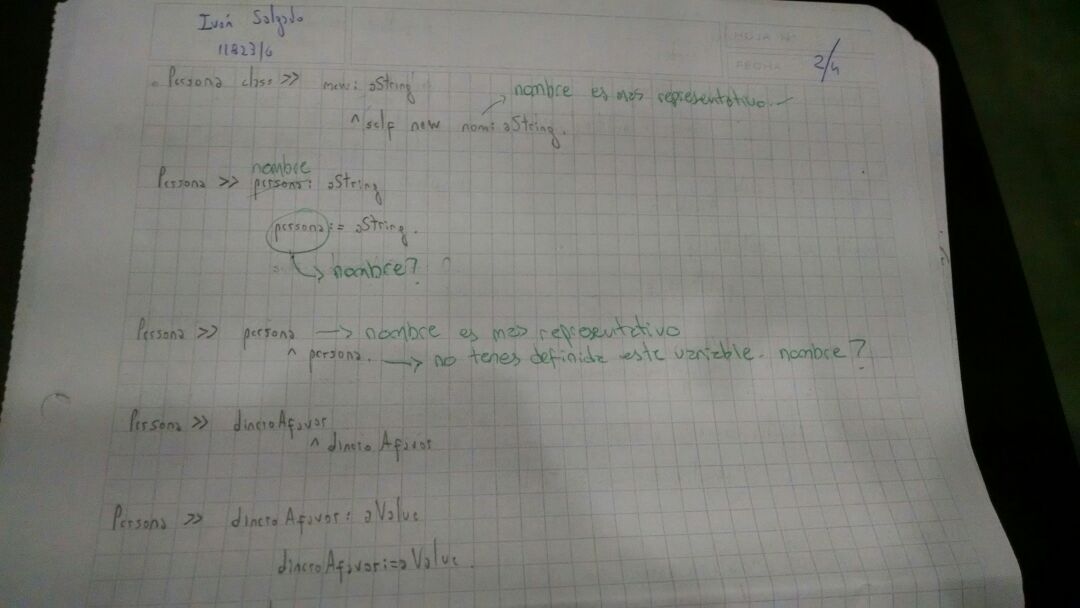 Iván Salgado
11823/6
HOJA Nº
FECHA
2/4
Persona class >> new: aString
nombre es mas representativo.
^ self new nom: aString.
nombre
Persona >> persona: aString
persona := aString.
nombre?
Persona >> persona → nombre es mas representativo
^ persona. → no tenes definida esta variable. nombre?
Persona >> dineroAfavor
^ dineroAfavor
Persona >> dineroAfavor: aValue
dineroAfavor:=aValue.